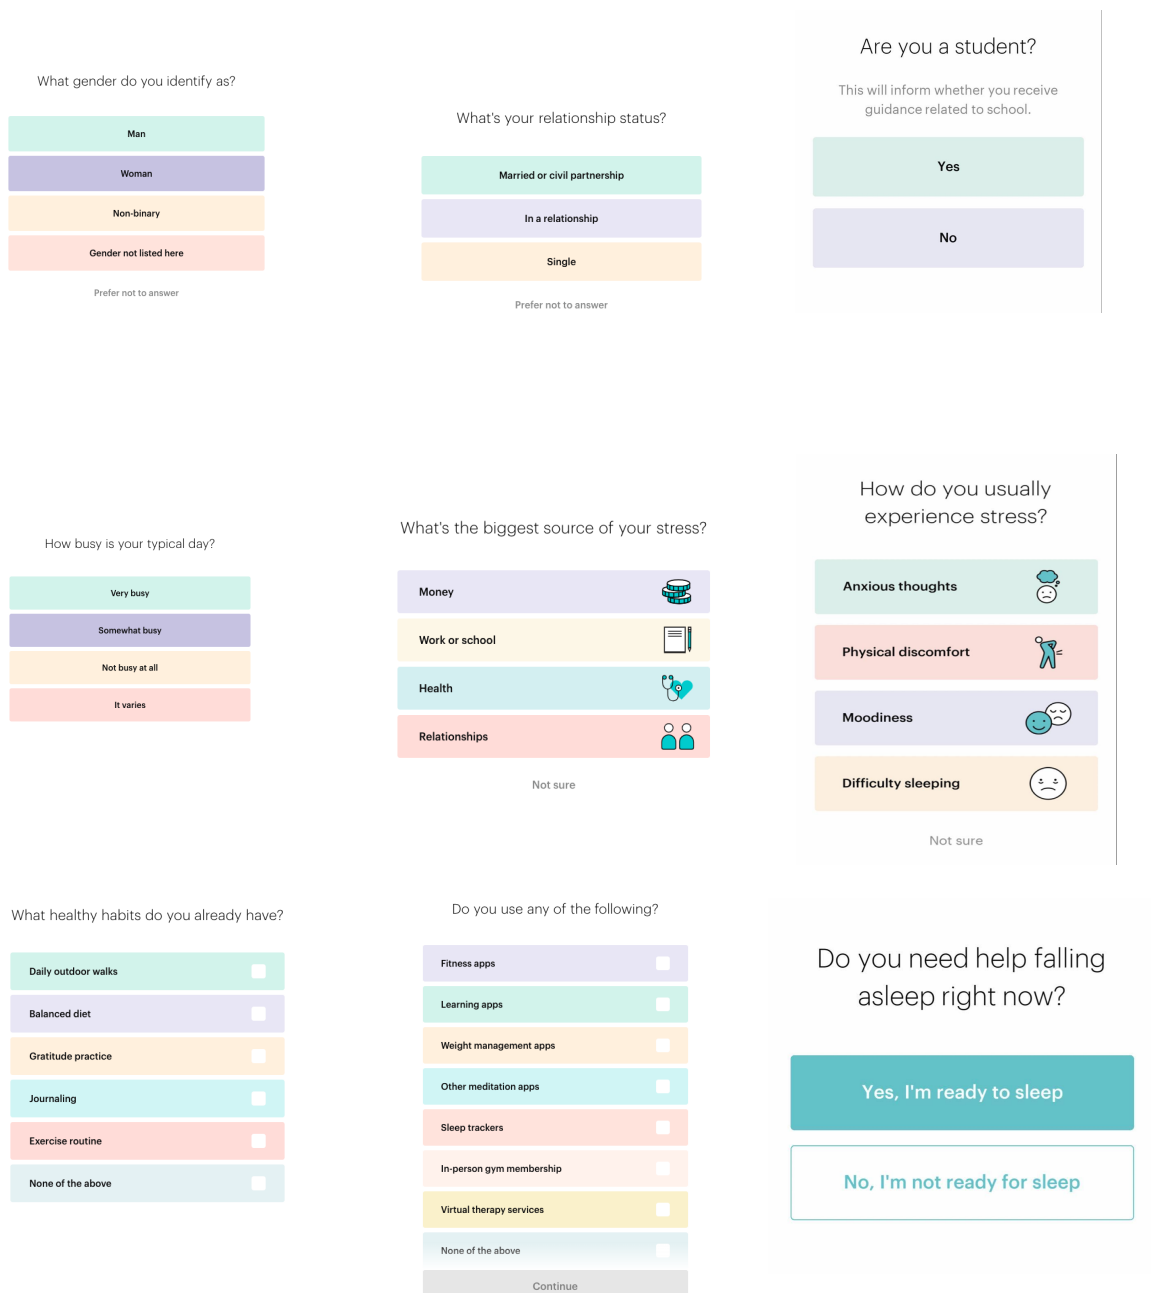 What gender do you identify as?
Man
Woman
Non-binary
Gender not listed here
Prefer not to answer
What's your relationship status?
Married or civil partnership
In a relationship
Single
Prefer not to answer
Are you a student?
This will inform whether you receive
guidance related to school.
Yes
No
How busy is your typical day?
Very busy
Somewhat busy
Not busy at all
It varies
What's the biggest source of your stress?
Money
Work or school
Health
Relationships
Not sure
How do you usually
experience stress?
Anxious thoughts
Physical discomfort
Moodiness
Difficulty sleeping
Not sure
What healthy habits do you already have?
Daily outdoor walks
Balanced diet
Gratitude practice
Journaling
Exercise routine
None of the above
Do you use any of the following?
Fitness apps
Learning apps
Weight management apps
Other meditation apps
Sleep trackers
In-person gym membership
Virtual therapy services
None of the above
Continue
Do you need help falling
asleep right now?
Yes, I'm ready to sleep
No, I'm not ready for sleep